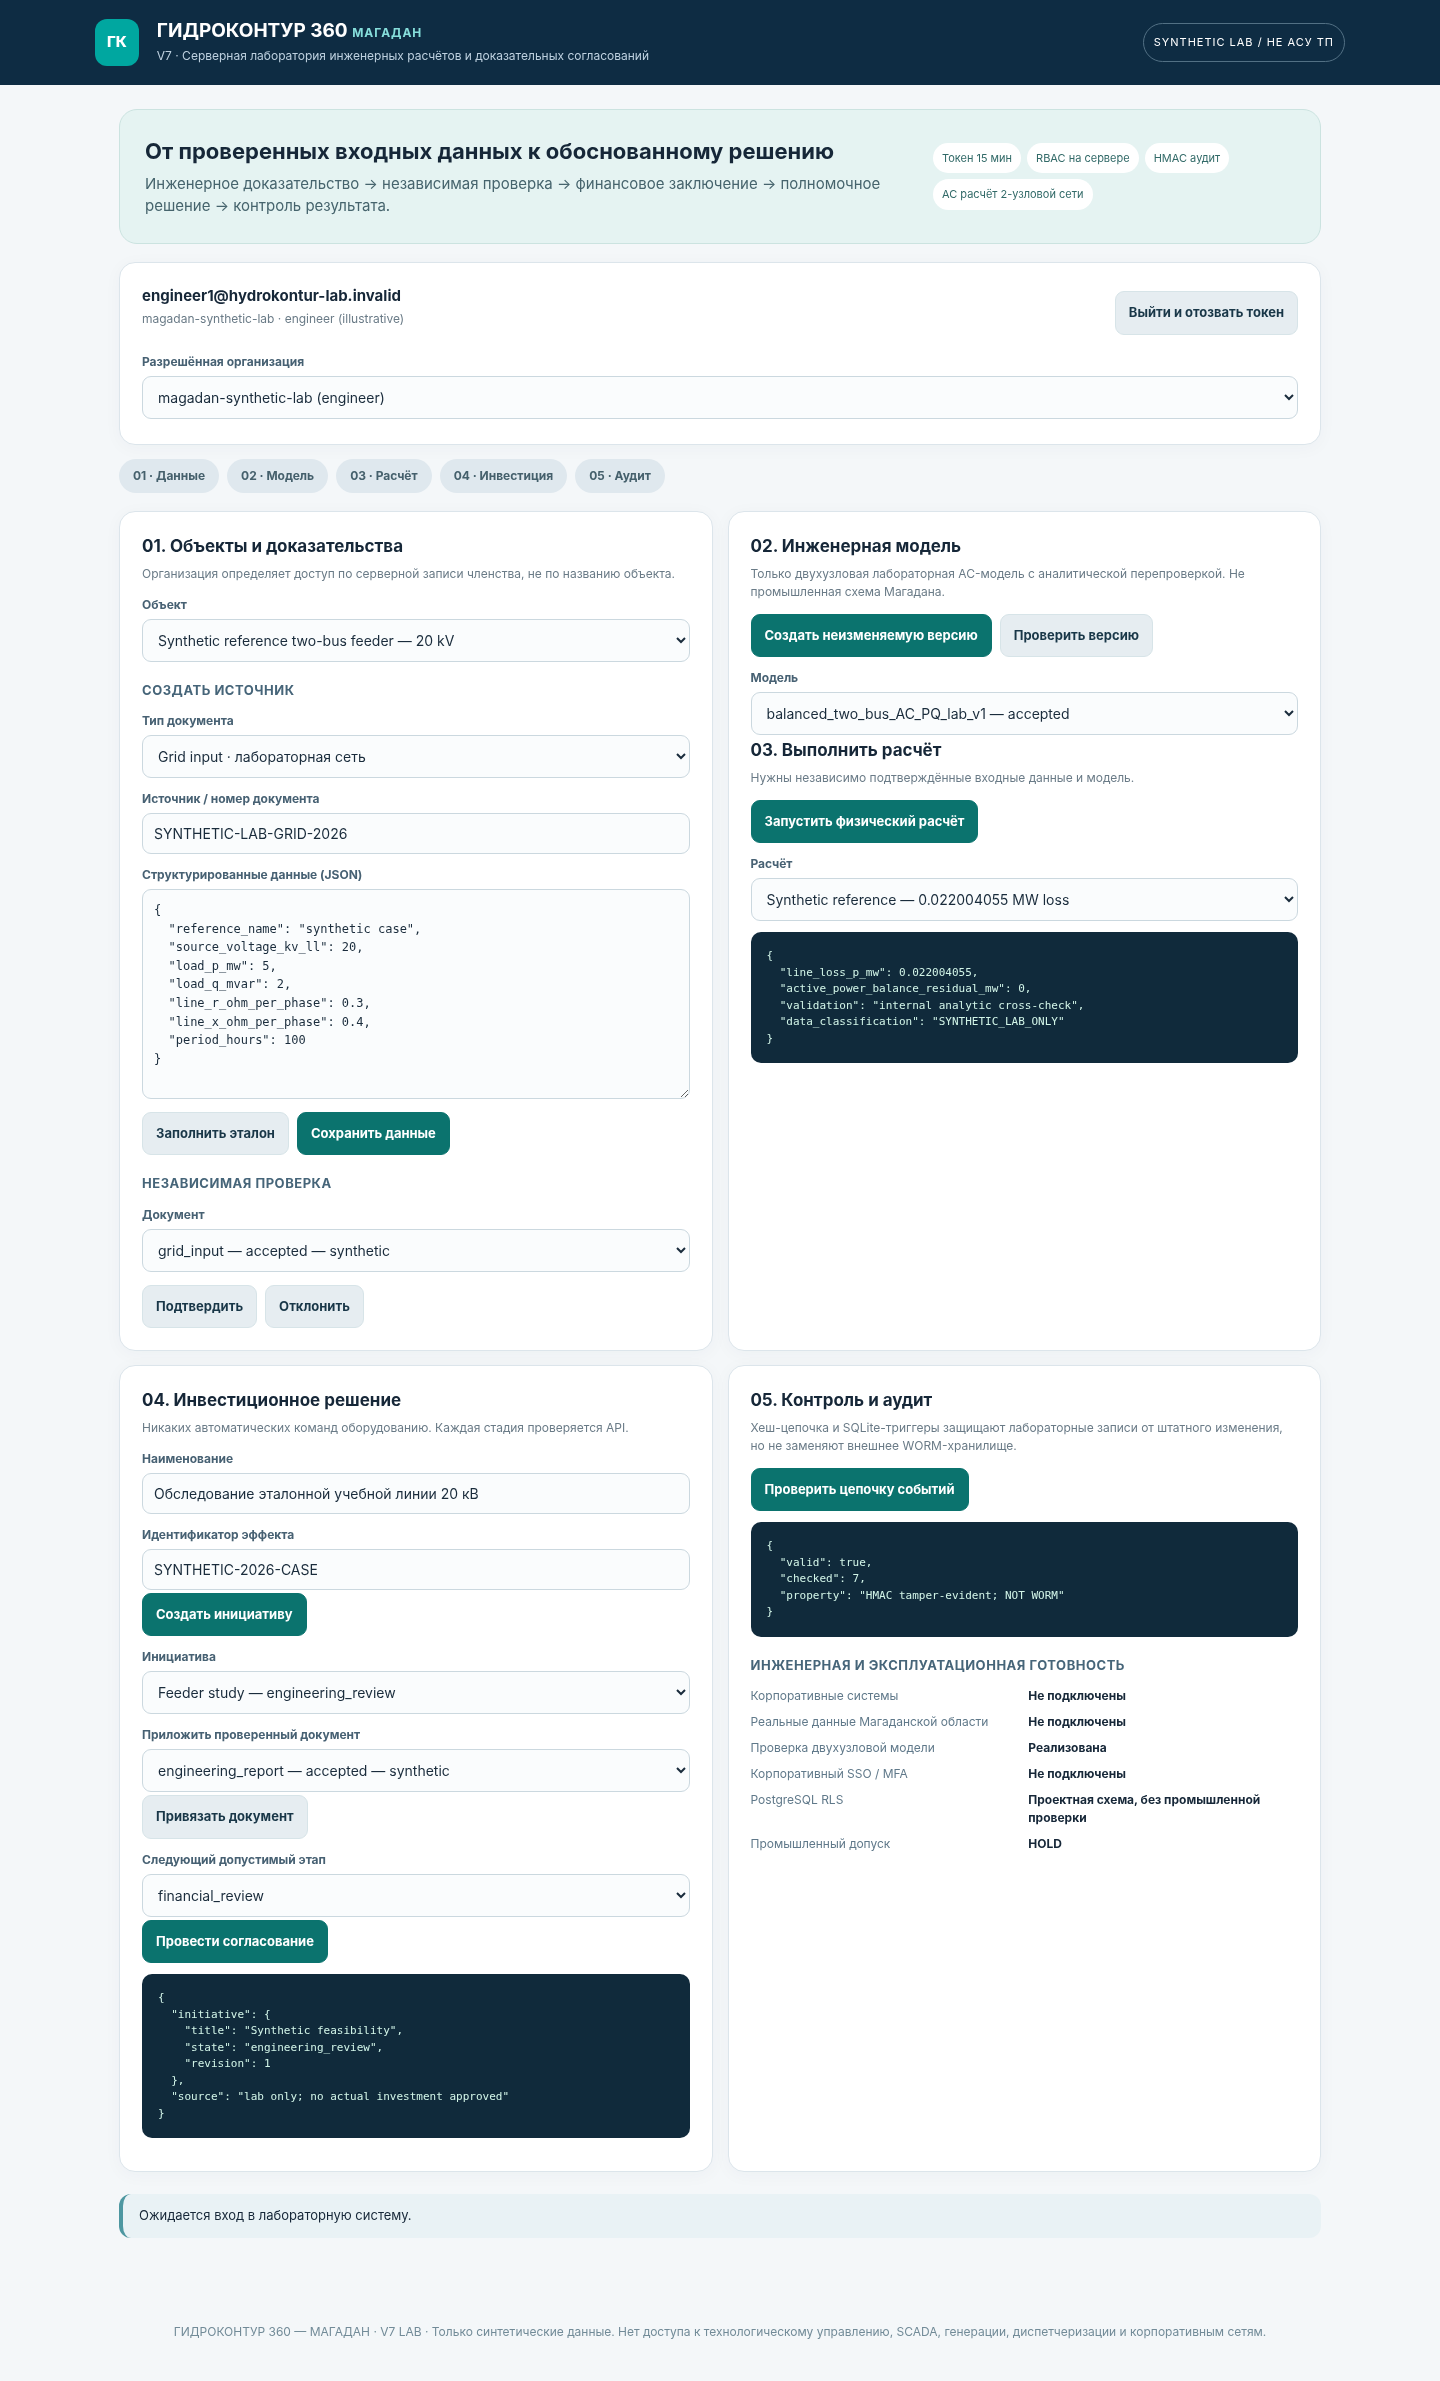 ГК
ГИДРОКОНТУР 360 МАГАДАН
V7 · Серверная лаборатория инженерных расчётов и доказательных согласований
SYNTHETIC LAB / НЕ АСУ ТП
От проверенных входных данных к обоснованному решению
Инженерное доказательство → независимая проверка → финансовое заключение → полномочное
решение → контроль результата.
Токен 15 мин
RBAC на сервере
HMAC аудит
AC расчёт 2-узловой сети
engineer1@hydrokontur-lab.invalid
magadan-synthetic-lab · engineer (illustrative)
Выйти и отозвать токен
Разрешённая организация
magadan-synthetic-lab (engineer)
01 · Данные
02 · Модель
03 · Расчёт
04 · Инвестиция
05 · Аудит
01. Объекты и доказательства
Организация определяет доступ по серверной записи членства, не по названию объекта.
Объект
Synthetic reference two-bus feeder — 20 kV
СОЗДАТЬ ИСТОЧНИК
Тип документа
Grid input · лабораторная сеть
Источник / номер документа
SYNTHETIC-LAB-GRID-2026
Структурированные данные (JSON)
{
"reference_name": "synthetic case",
"source_voltage_kv_ll": 20,
"load_p_mw": 5,
"load_q_mvar": 2,
"line_r_ohm_per_phase": 0.3,
"line_x_ohm_per_phase": 0.4,
"period_hours": 100
}
Заполнить эталон
Сохранить данные
НЕЗАВИСИМАЯ ПРОВЕРКА
Документ
grid_input — accepted — synthetic
Подтвердить
Отклонить
02. Инженерная модель
Только двухузловая лабораторная AC-модель с аналитической перепроверкой. Не
промышленная схема Магадана.
Создать неизменяемую версию
Проверить версию
Модель
balanced_two_bus_AC_PQ_lab_v1 — accepted
03. Выполнить расчёт
Нужны независимо подтверждённые входные данные и модель.
Запустить физический расчёт
Расчёт
Synthetic reference — 0.022004055 MW loss
{
"line_loss_p_mw": 0.022004055,
"active_power_balance_residual_mw": 0,
"validation": "internal analytic cross-check",
"data_classification": "SYNTHETIC_LAB_ONLY"
}
04. Инвестиционное решение
Никаких автоматических команд оборудованию. Каждая стадия проверяется API.
Наименование
Обследование эталонной учебной линии 20 кВ
Идентификатор эффекта
SYNTHETIC-2026-CASE
Создать инициативу
Инициатива
Feeder study — engineering_review
Приложить проверенный документ
engineering_report — accepted — synthetic
Привязать документ
Следующий допустимый этап
financial_review
Провести согласование
{
"initiative": {
"title": "Synthetic feasibility",
"state": "engineering_review",
"revision": 1
},
"source": "lab only; no actual investment approved"
}
05. Контроль и аудит
Хеш-цепочка и SQLite-триггеры защищают лабораторные записи от штатного изменения,
но не заменяют внешнее WORM-хранилище.
Проверить цепочку событий
{
"valid": true,
"checked": 7,
"property": "HMAC tamper-evident; NOT WORM"
}
ИНЖЕНЕРНАЯ И ЭКСПЛУАТАЦИОННАЯ ГОТОВНОСТЬ
Корпоративные системы Не подключены
Реальные данные Магаданской области Не подключены
Проверка двухузловой модели Реализована
Корпоративный SSO / MFA Не подключены
PostgreSQL RLS Проектная схема, без промышленной
проверки
Промышленный допуск HOLD
Ожидается вход в лабораторную систему.
ГИДРОКОНТУР 360 — МАГАДАН · V7 LAB · Только синтетические данные. Нет доступа к технологическому управлению, SCADA, генерации, диспетчеризации и корпоративным сетям.